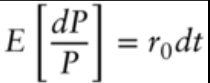 E [dP/P] = r₀dt